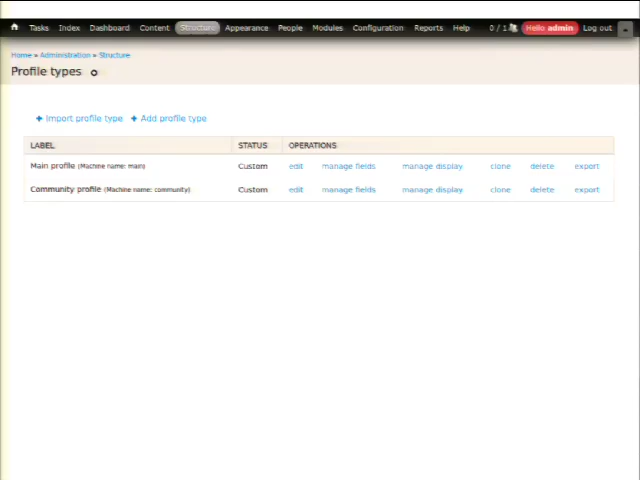 Tasks Index Dashboard Content Structure Appearance People Modules Configuration Reports Help 0 / 1 Hello admin Log out
Home » Administration » Structure
Profile types
+ Import profile type + Add profile type
LABEL STATUS OPERATIONS
Main profile (Machine name: main) Custom edit manage fields manage display clone delete export
Community profile (Machine name: community) Custom edit manage fields manage display clone delete export